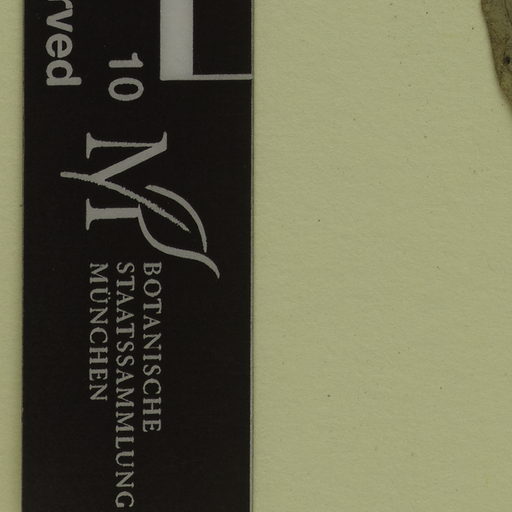 rved
10
BOTANISCHE
STAATSSAMMLUNG
MÜNCHEN